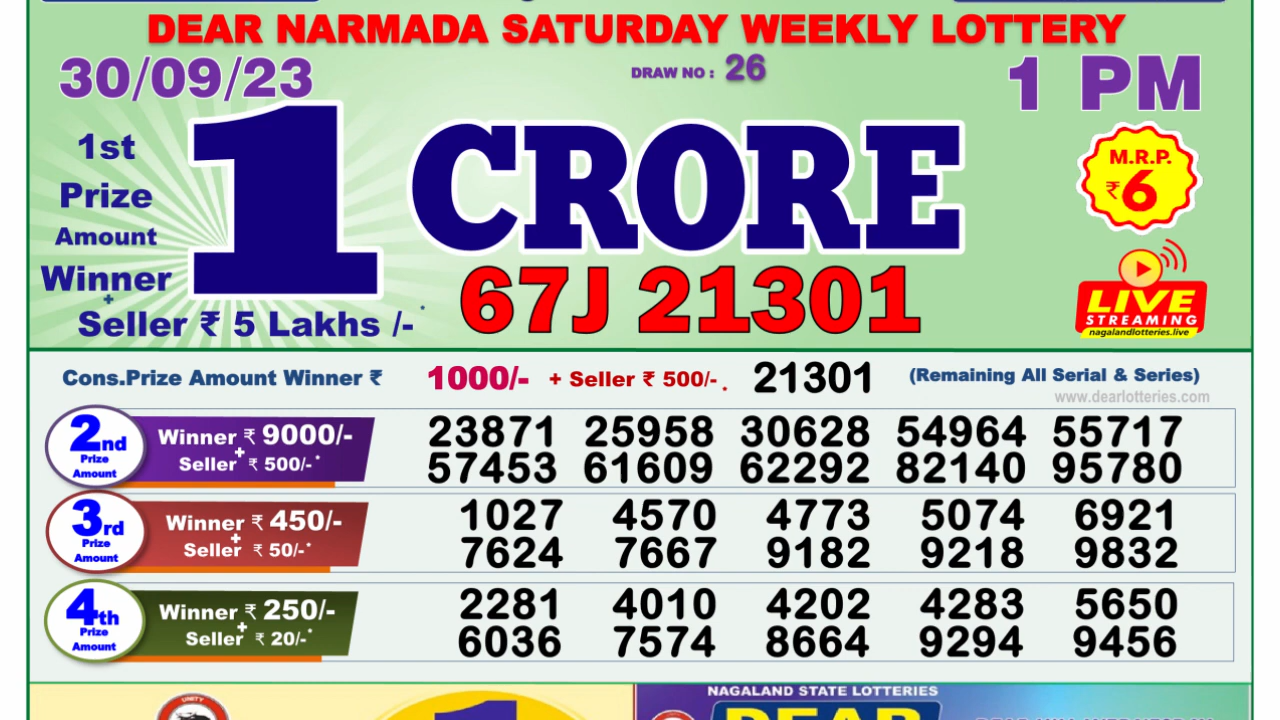 DEAR NARMADA SATURDAY WEEKLY LOTTERY
30/09/23
DRAW NO : 26
1 PM
1st
Prize
Amount
Winner
+
Seller ₹ 5 Lakhs /- *
1 CRORE
67J 21301
M.R.P.
₹6
LIVE
STREAMING
nagalandlotteries.live
Cons.Prize Amount Winner ₹ 1000/- + Seller ₹ 500/- . 21301 (Remaining All Serial & Series)
www.dearlotteries.com
2nd
Prize
Amount
Winner ₹ 9000/-
+
Seller ₹ 500/- *
23871 25958 30628 54964 55717
57453 61609 62292 82140 95780
3rd
Prize
Amount
Winner ₹ 450/-
+
Seller ₹ 50/- *
1027 4570 4773 5074 6921
7624 7667 9182 9218 9832
4th
Prize
Amount
Winner ₹ 250/-
+
Seller ₹ 20/- *
2281 4010 4202 4283 5650
6036 7574 8664 9294 9456
UNITY
1
NAGALAND STATE LOTTERIES
DEAR